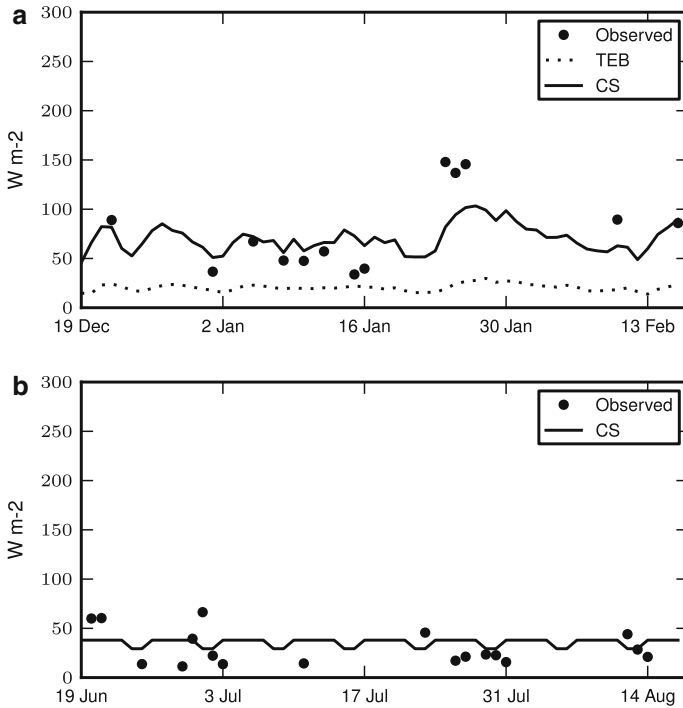 a
300
250
200
150
100
50
0
W m-2
Observed
TEB
CS
19 Dec
2 Jan
16 Jan
30 Jan
13 Feb
b
300
250
200
150
100
50
0
W m-2
Observed
CS
19 Jun
3 Jul
17 Jul
31 Jul
14 Aug